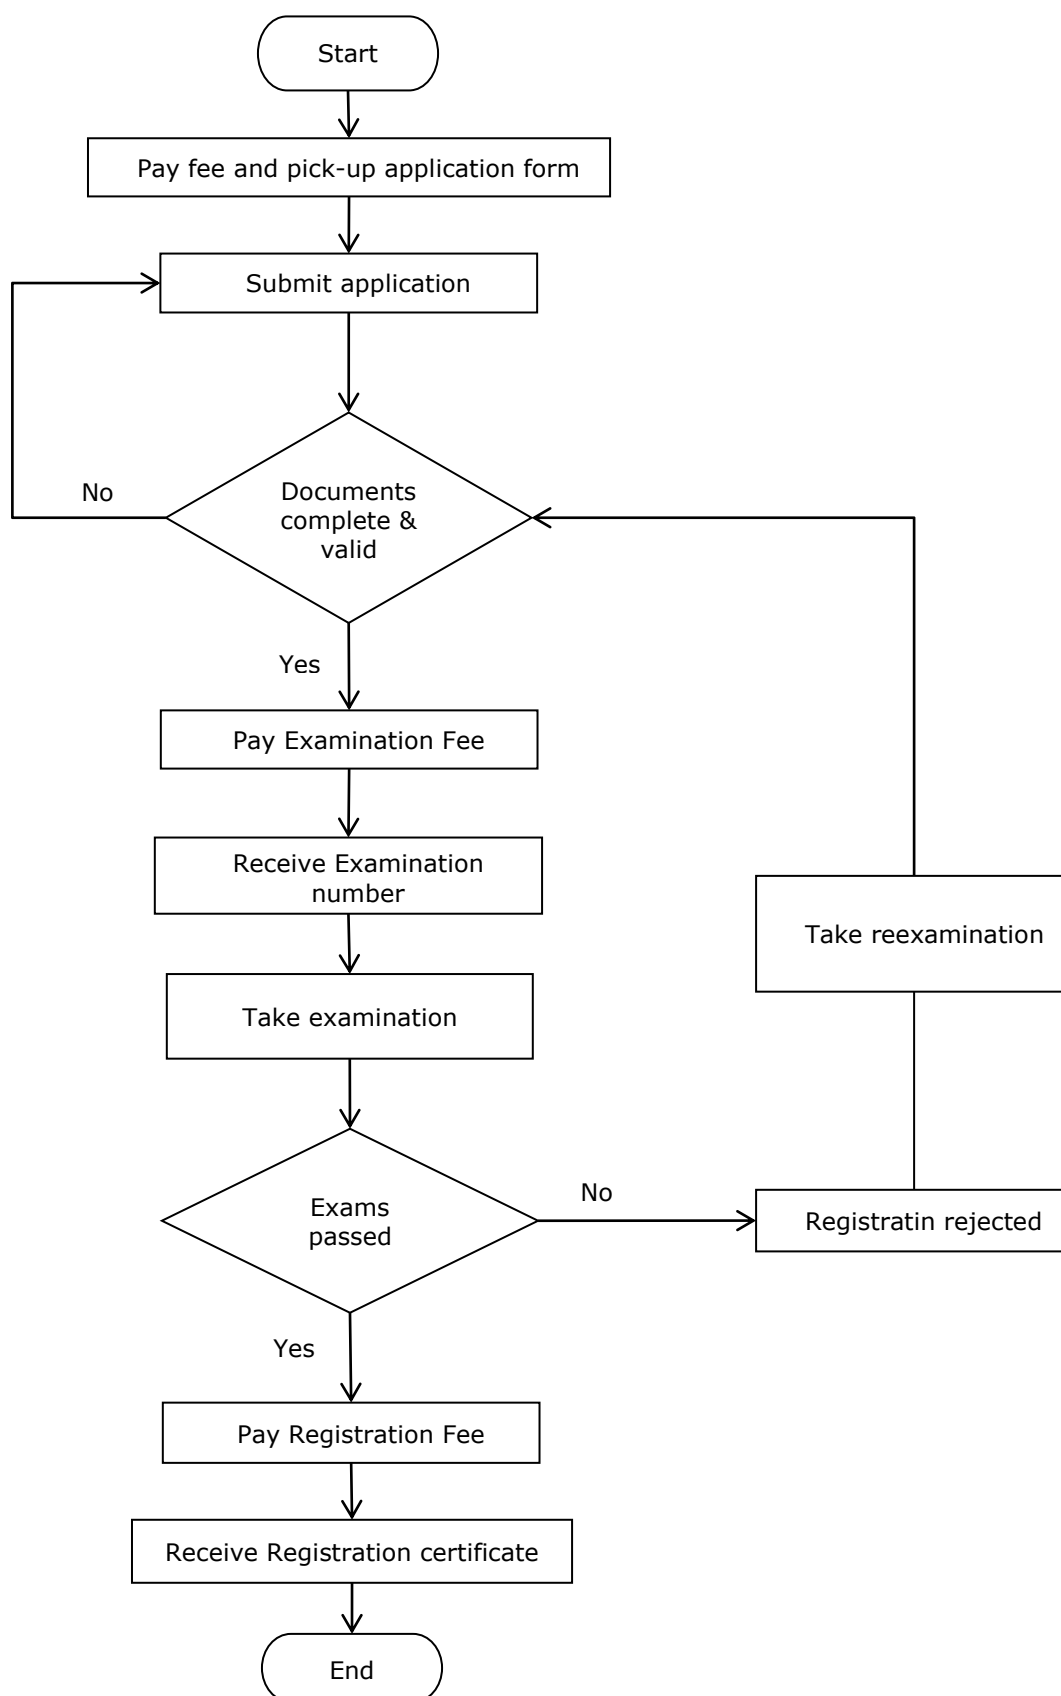 Start
Pay fee and pick-up application form
Submit application
No
Documents
complete &
valid
Yes
Pay Examination Fee
Receive Examination
number
Take reexamination
Take examination
No
Exams
passed
Registratin rejected
Yes
Pay Registration Fee
Receive Registration certificate
End